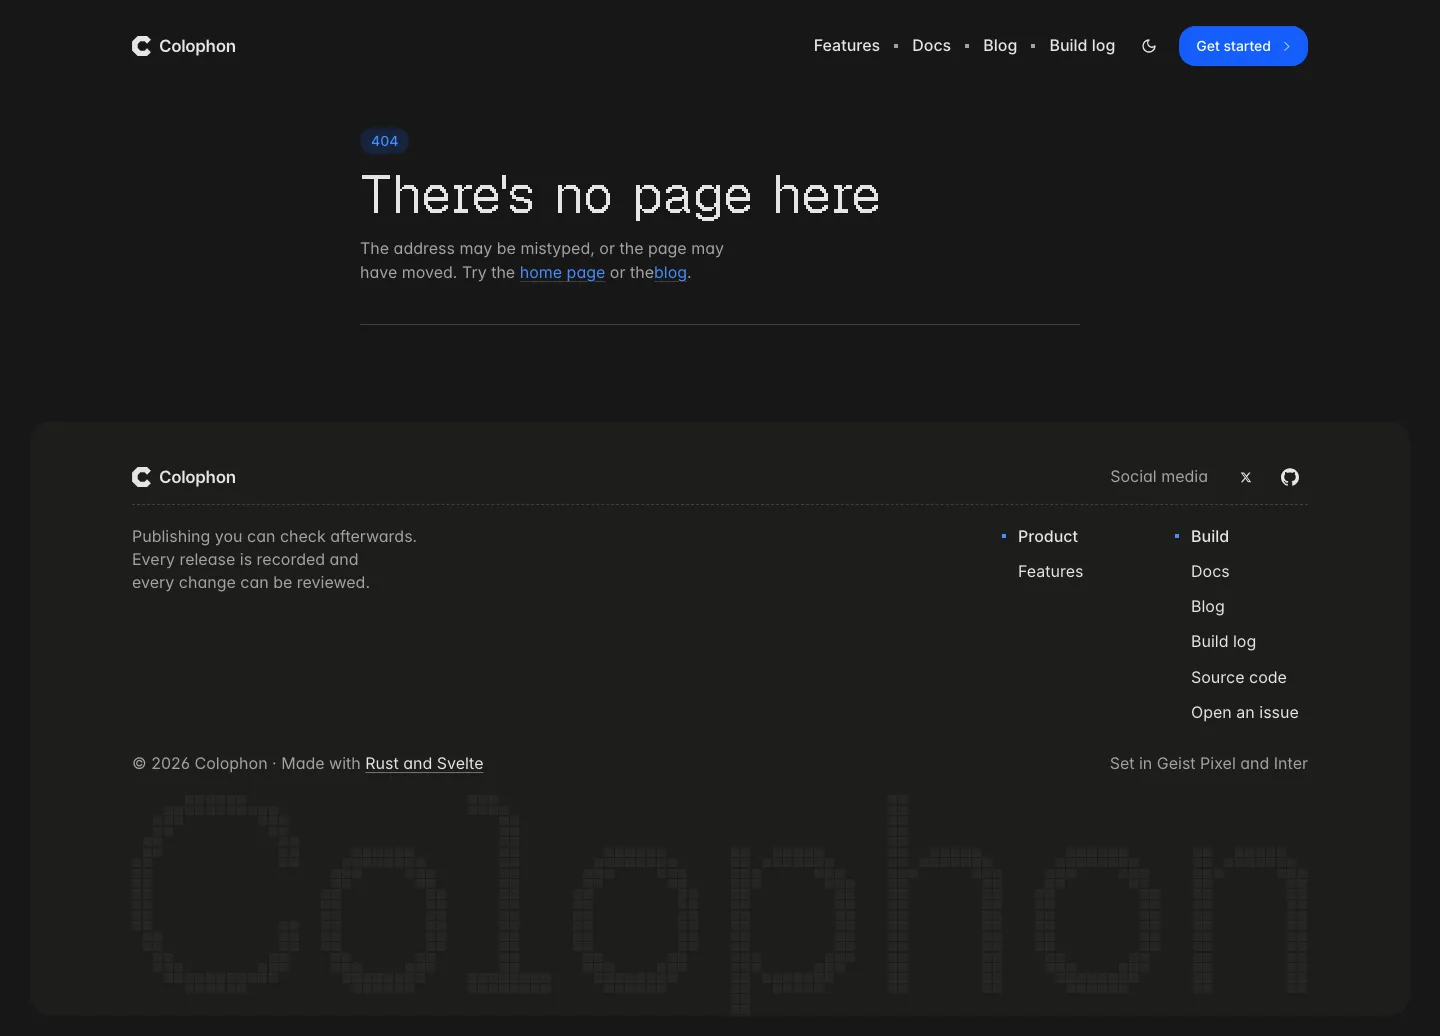 Colophon
Features
Docs
Blog
Build log
Get started
404
There's no page here
The address may be mistyped, or the page may
have moved. Try the home page or theblog.
Colophon
Social media
Publishing you can check afterwards.
Every release is recorded and
every change can be reviewed.
Product
Features
Build
Docs
Blog
Build log
Source code
Open an issue
© 2026 Colophon · Made with Rust and Svelte
Set in Geist Pixel and Inter
Colophon